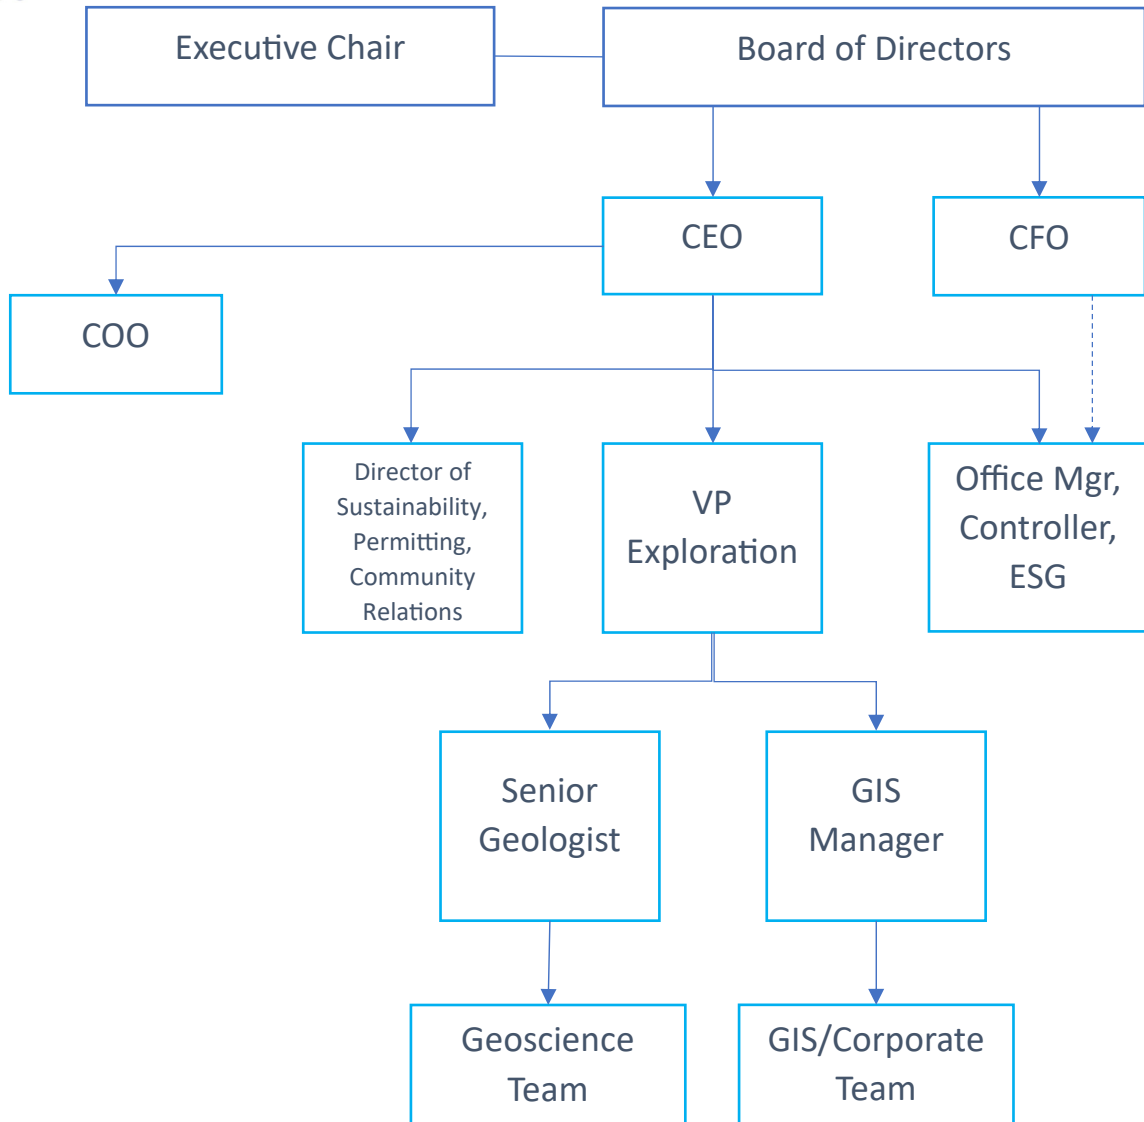 Executive Chair
Board of Directors
CEO
CFO
COO
Director of
Sustainability,
Permitting,
Community
Relations
VP
Exploration
Office Mgr,
Controller,
ESG
Senior
Geologist
GIS
Manager
Geoscience
Team
GIS/Corporate
Team